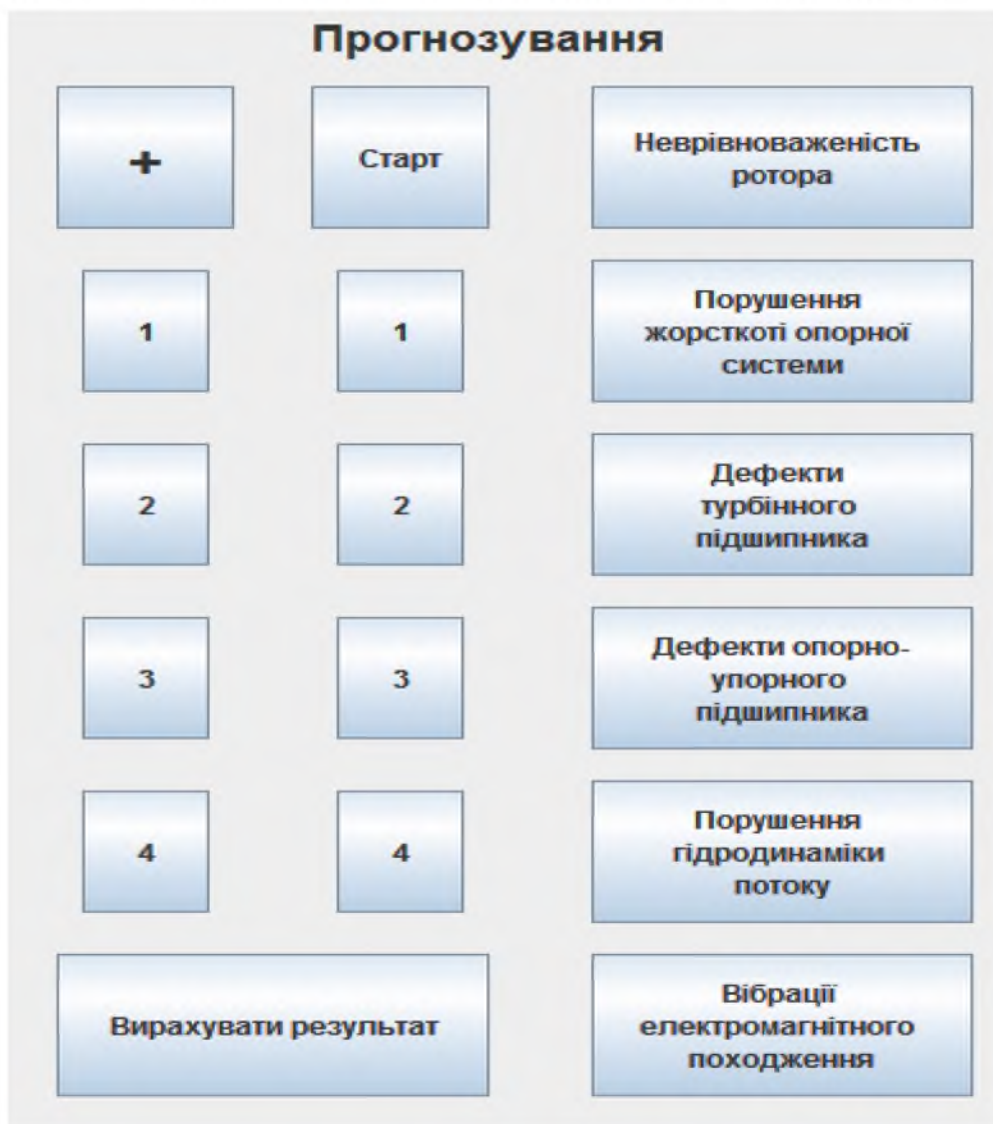 Прогнозування
+
Старт
Неврівноваженість
ротора
1
1
Порушення
жорсткоті опорної
системи
2
2
Дефекти
турбінного
підшипника
3
3
Дефекти опорно-
упорного
підшипника
4
4
Порушення
гідродинаміки
потоку
Вирахувати результат
Вібрації
електромагнітного
походження